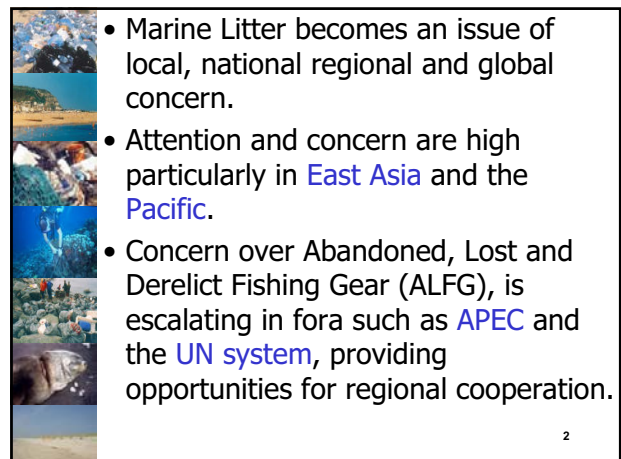 • Marine Litter becomes an issue of
local, national regional and global
concern.
• Attention and concern are high
particularly in East Asia and the
Pacific.
• Concern over Abandoned, Lost and
Derelict Fishing Gear (ALFG), is
escalating in fora such as APEC and
the UN system, providing
opportunities for regional cooperation.
2